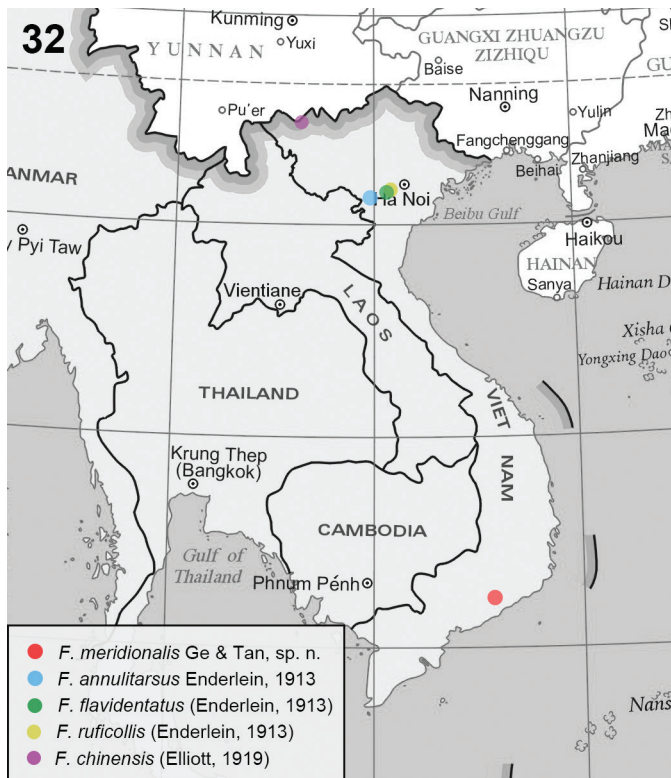 32
Kunming
Yuxi
YUNNAN
GUANGXI ZHUANGZU
ZIZHIQU
Baise
GU
Nanning
Pu'er
Yulin
Zh
Ma
Fangchenggang
Beihai
Zhanjiang
ANMAR
Ha Noi
Beibu Gulf
y Pyi Taw
Haikou
HAINAN
Sanya
Hainan D
Vientiane
LAOS
Xisha
Yongxing Dao
THAILAND
VIET
NAM
Krung Thep
(Bangkok)
CAMBODIA
Gulf of
Thailand
Phnum Pénh
F. meridionalis Ge & Tan, sp. n.
F. annulitarsus Enderlein, 1913
F. flavidentatus (Enderlein, 1913)
F. ruficollis (Enderlein, 1913)
F. chinensis (Elliott, 1919)
Nans